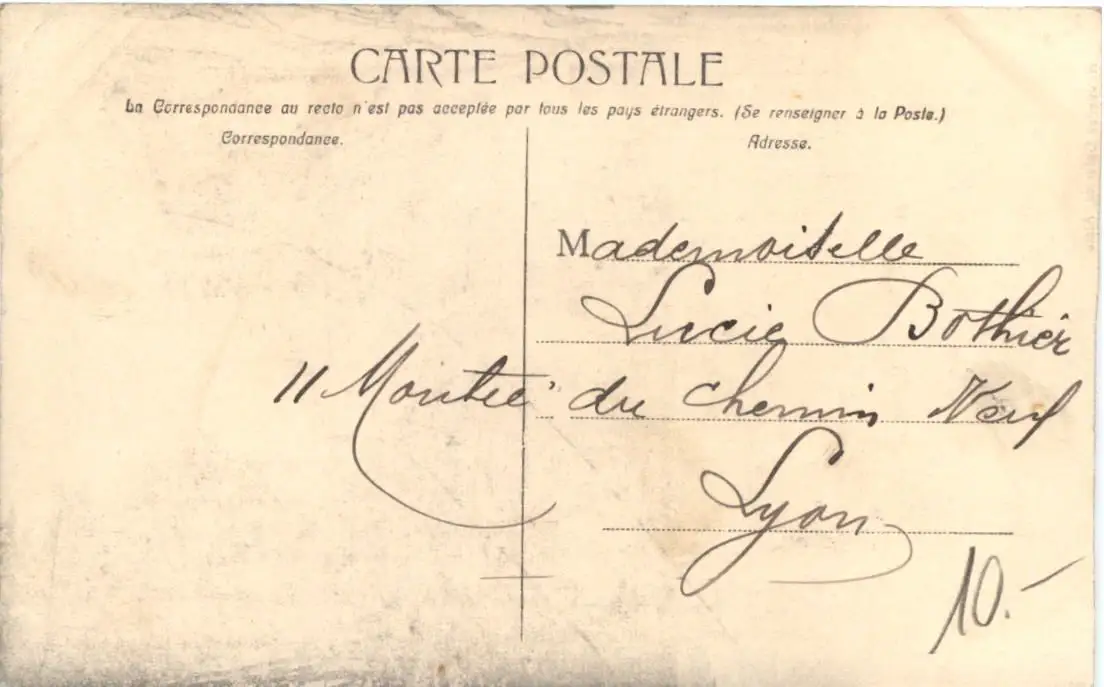 CARTE POSTALE
La Correspondance au recto n'est pas acceptée par tous les pays étrangers. (Se renseigner à la Poste.)
Correspondance.
Adresse.
Mademoiselle
Lucie Bothier
11 Montée du Chemin Neuf
Lyon
10.-